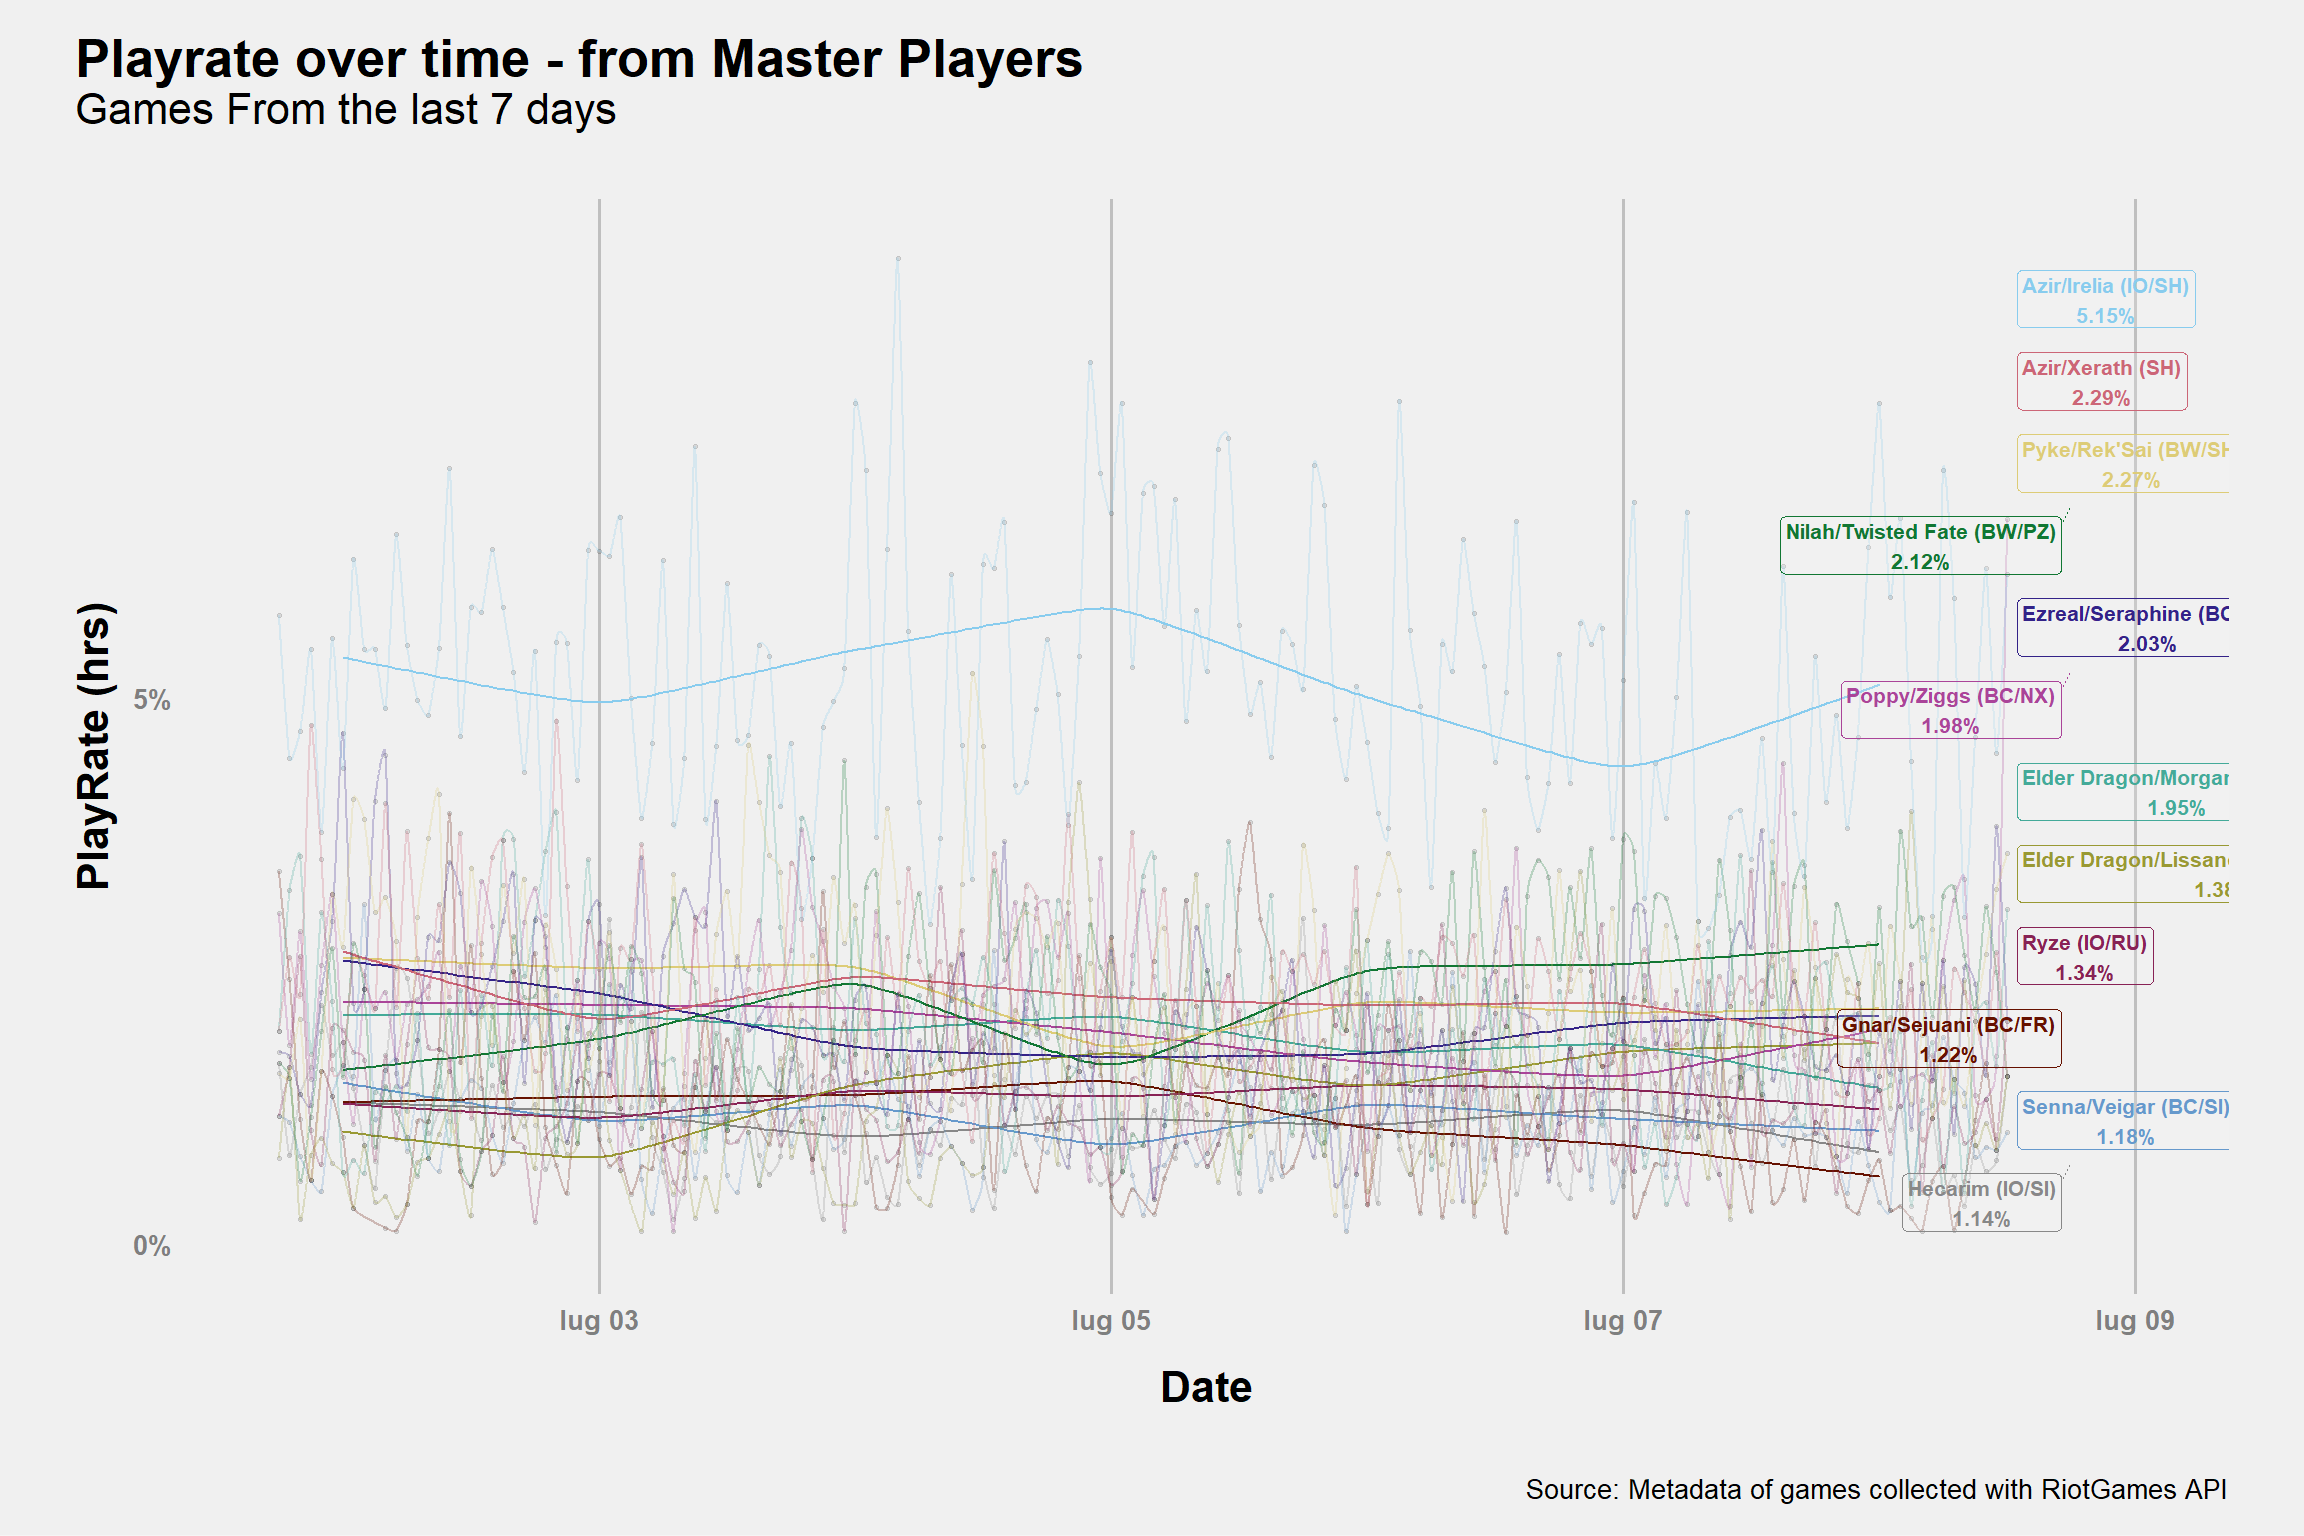 Playrate over time - from Master Players
Games From the last 7 days
PlayRate (hrs)
5%
0%
Azir/Irelia (IO/SH)
5.15%
Azir/Xerath (SH)
2.29%
Pyke/Rek'Sai (BW/SH
2.27%
Nilah/Twisted Fate (BW/PZ)
2.12%
Ezreal/Seraphine (BC
2.03%
Poppy/Ziggs (BC/NX)
1.98%
Elder Dragon/Morgan
1.95%
Elder Dragon/Lissand
1.38
Ryze (IO/RU)
1.34%
Gnar/Sejuani (BC/FR)
1.22%
Senna/Veigar (BC/SI)
1.18%
Hecarim (IO/SI)
1.14%
lug 03
lug 05
lug 07
lug 09
Date
Source: Metadata of games collected with RiotGames API